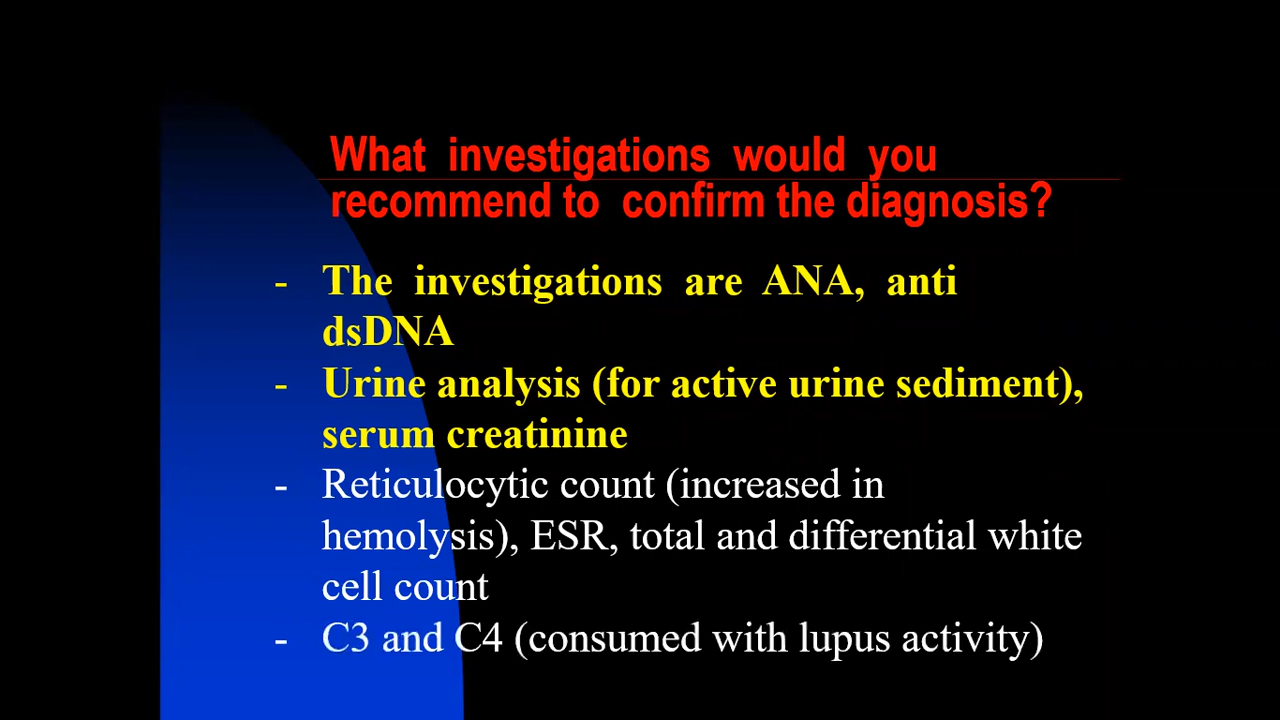 What investigations would you
recommend to confirm the diagnosis?
- The investigations are ANA, anti
dsDNA
- Urine analysis (for active urine sediment),
serum creatinine
- Reticulocytic count (increased in
hemolysis), ESR, total and differential white
cell count
- C3 and C4 (consumed with lupus activity)